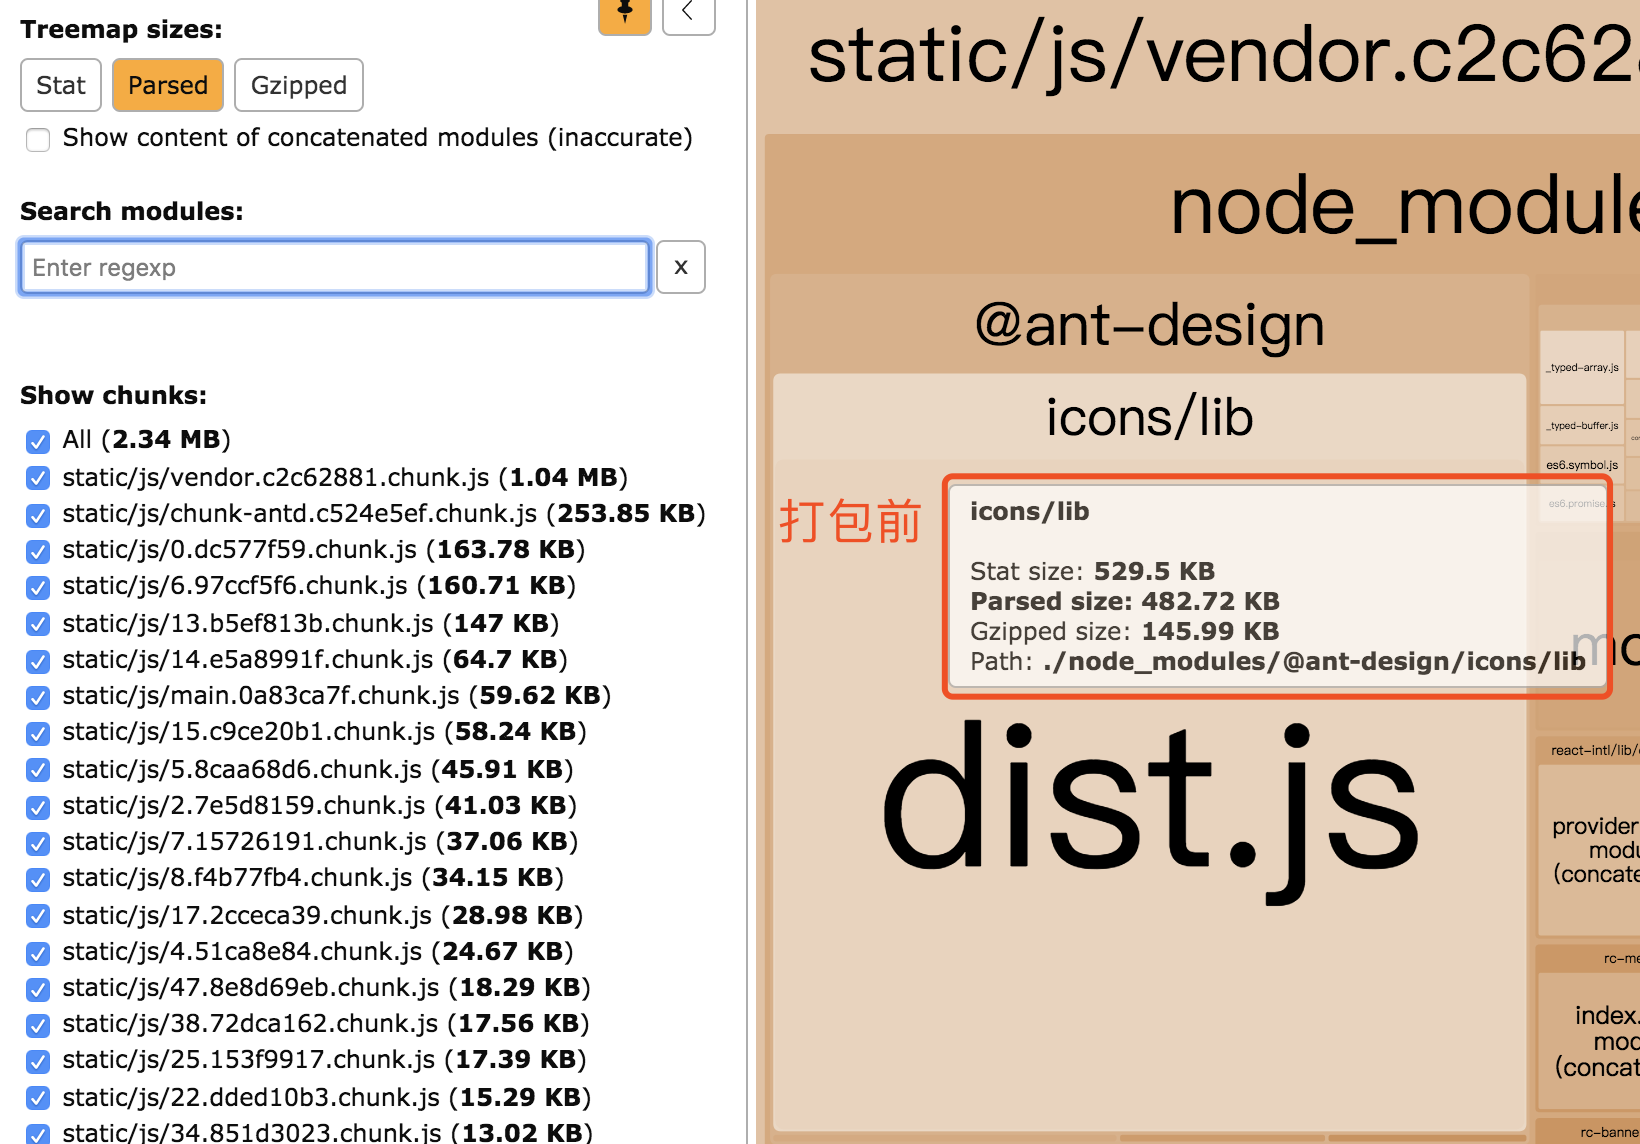 Treemap sizes:
Stat Parsed Gzipped
Show content of concatenated modules (inaccurate)
Search modules:
Enter regexp x
Show chunks:
All (2.34 MB)
static/js/vendor.c2c62881.chunk.js (1.04 MB)
static/js/chunk-antd.c524e5ef.chunk.js (253.85 KB)
static/js/0.dc577f59.chunk.js (163.78 KB)
static/js/6.97ccf5f6.chunk.js (160.71 KB)
static/js/13.b5ef813b.chunk.js (147 KB)
static/js/14.e5a8991f.chunk.js (64.7 KB)
static/js/main.0a83ca7f.chunk.js (59.62 KB)
static/js/15.c9ce20b1.chunk.js (58.24 KB)
static/js/5.8caa68d6.chunk.js (45.91 KB)
static/js/2.7e5d8159.chunk.js (41.03 KB)
static/js/7.15726191.chunk.js (37.06 KB)
static/js/8.f4b77fb4.chunk.js (34.15 KB)
static/js/17.2cceca39.chunk.js (28.98 KB)
static/js/4.51ca8e84.chunk.js (24.67 KB)
static/js/47.8e8d69eb.chunk.js (18.29 KB)
static/js/38.72dca162.chunk.js (17.56 KB)
static/js/25.153f9917.chunk.js (17.39 KB)
static/js/22.dded10b3.chunk.js (15.29 KB)
static/js/34.851d3023.chunk.js (13.02 KB)
static/js/vendor.c2c62
node_module
@ant-design
icons/lib
打包前
icons/lib
Stat size: 529.5 KB
Parsed size: 482.72 KB
Gzipped size: 145.99 KB
Path: ./node_modules/@ant-design/icons/lib
dist.js
_typed-array.js
_typed-buffer.js
es6.symbol.js
es6.promise.js
mo
react-intl/lib/
provider
modu
(concate
rc-me
index.
mod
(concat
rc-banne